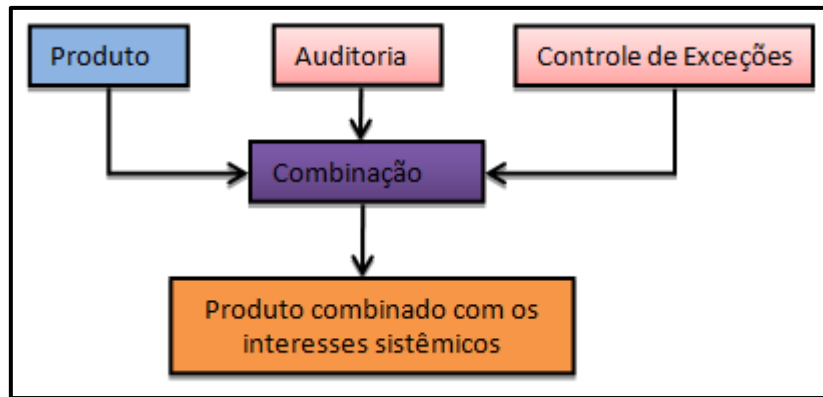 Produto
Auditoria
Controle de Exceções
Combinação
Produto combinado com os
interesses sistêmicos